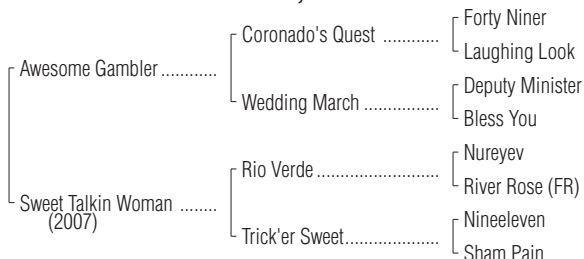 Forty Niner
Coronado's Quest ............
Laughing Look
Awesome Gambler............
Deputy Minister
Wedding March ................
Bless You
Nureyev
Rio Verde..........................
River Rose (FR)
Sweet Talkin Woman ........
(2007)
Nineeleven
Trick'er Sweet....................
Sham Pain